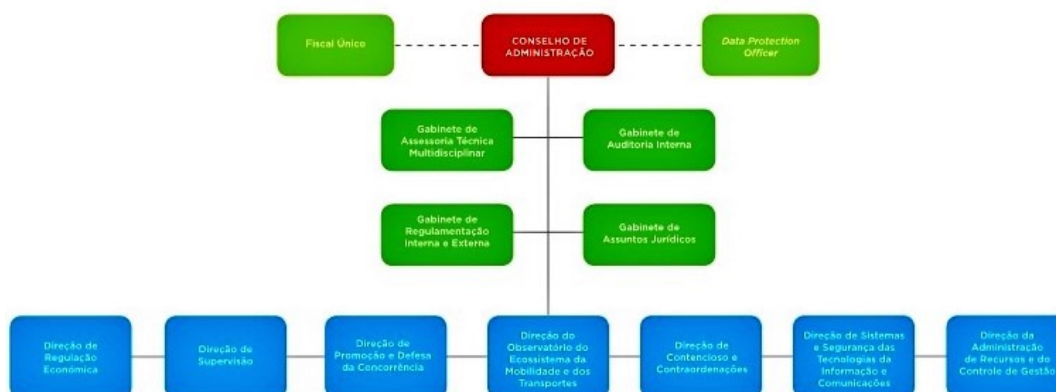 Fiscal Único
CONSELHO DE
ADMINISTRAÇÃO
Data Protection
Officer
Gabinete de
Assessoria Técnica
Multidisciplinar
Gabinete de
Auditoria Interna
Gabinete de
Regulamentação
Interna e Externa
Gabinete de
Assuntos Jurídicos
Direção de
Regulação
Económica
Direção de
Supervisão
Direção de
Promoção e Defesa
da Concorrência
Direção do
Observatório do
Ecossistema da
Mobilidade e dos
Transportes
Direção de
Contencioso e
Contraordenações
Direção de Sistemas
e Segurança das
Tecnologias da
Informação e
Comunicações
Direção da
Administração
de Recursos e do
Controle de Gestão